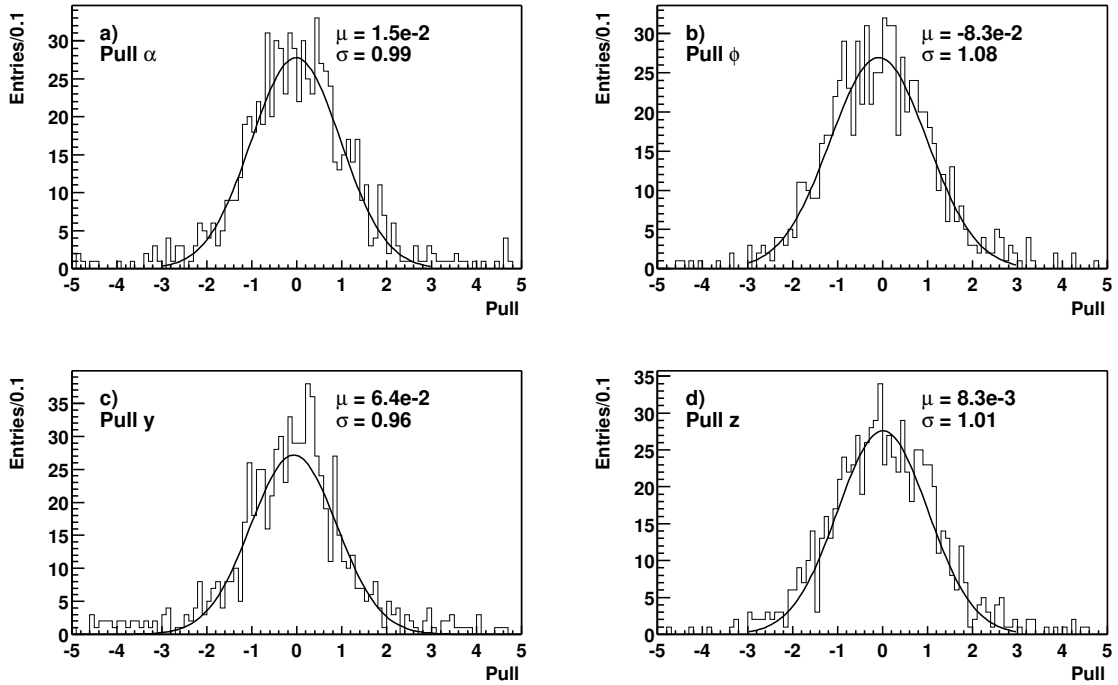 a)
Pull α
μ = 1.5e-2
σ = 0.99
Entries/0.1
30
25
20
15
10
5
0
-5 -4 -3 -2 -1 0 1 2 3 4 5
Pull
b)
Pull ϕ
μ = -8.3e-2
σ = 1.08
Entries/0.1
30
25
20
15
10
5
0
-5 -4 -3 -2 -1 0 1 2 3 4 5
Pull
c)
Pull y
μ = 6.4e-2
σ = 0.96
Entries/0.1
35
30
25
20
15
10
5
0
-5 -4 -3 -2 -1 0 1 2 3 4 5
Pull
d)
Pull z
μ = 8.3e-3
σ = 1.01
Entries/0.1
35
30
25
20
15
10
5
0
-5 -4 -3 -2 -1 0 1 2 3 4 5
Pull